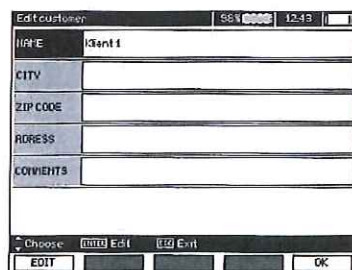 Edit customer 98% 12:43
NAME Klient 1
CITY
ZIP CODE
ADRESS
COMMENTS
Choose ENTER Edit ESC Exit
EDIT OK